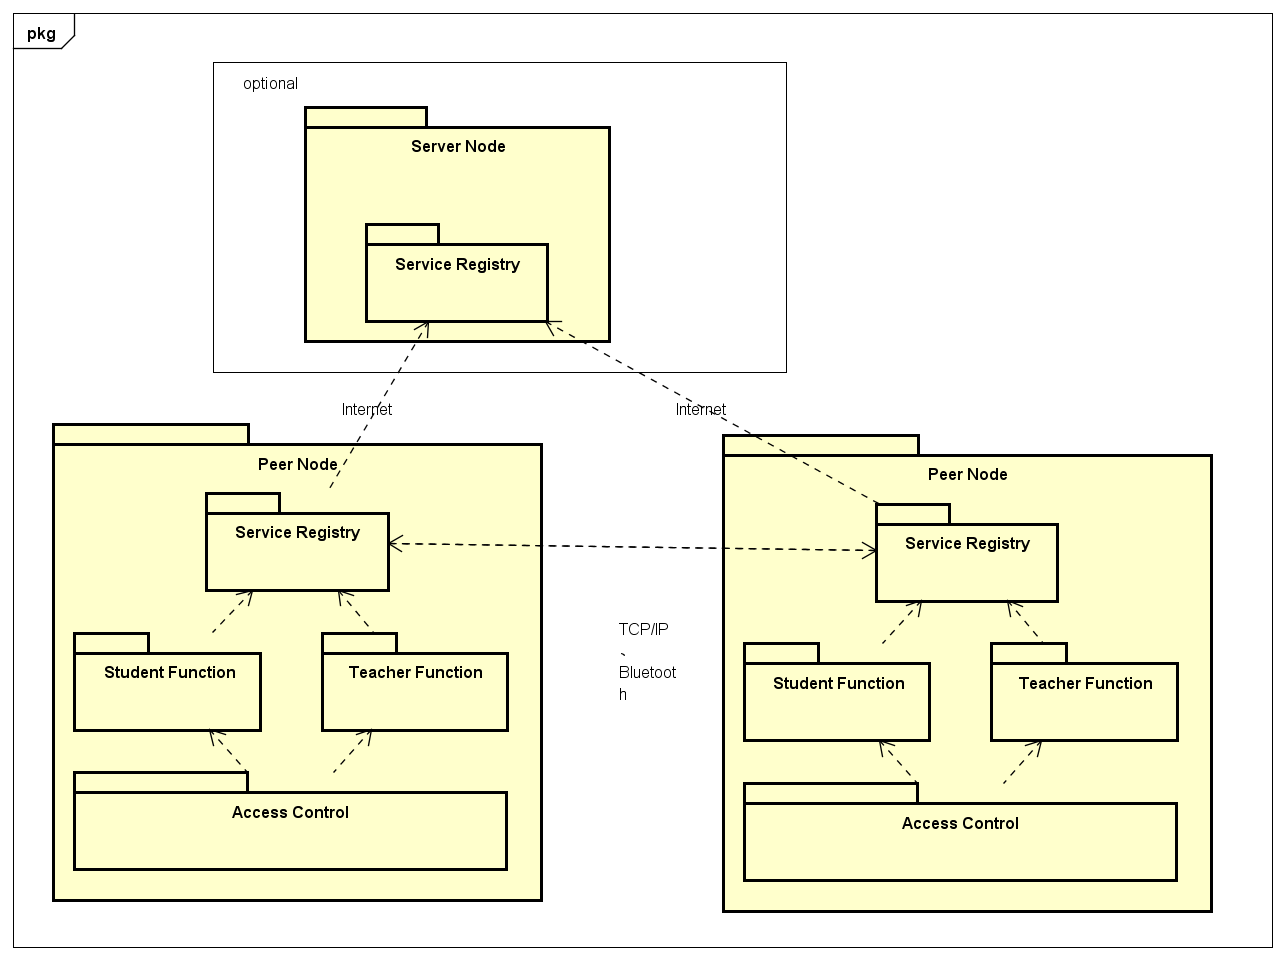 pkg
optional
Server Node
Service Registry
Internet
Internet
Peer Node
Service Registry
Student Function
Teacher Function
Access Control
TCP/IP
、
Bluetoot
h
Peer Node
Service Registry
Student Function
Teacher Function
Access Control